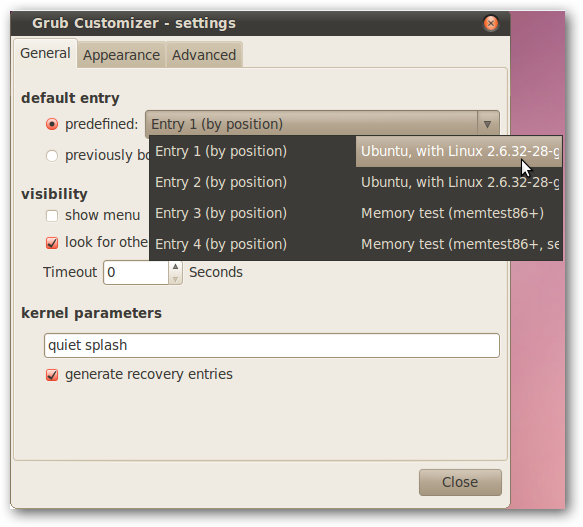 Grub Customizer - settings
General Appearance Advanced
default entry
predefined: Entry 1 (by position)
Entry 1 (by position) Ubuntu, with Linux 2.6.32-28-g
previously bo
Entry 2 (by position) Ubuntu, with Linux 2.6.32-28-g
visibility
show menu
Entry 3 (by position) Memory test (memtest86+)
look for othe
Entry 4 (by position) Memory test (memtest86+, se
Timeout 0 Seconds
kernel parameters
quiet splash
generate recovery entries
Close